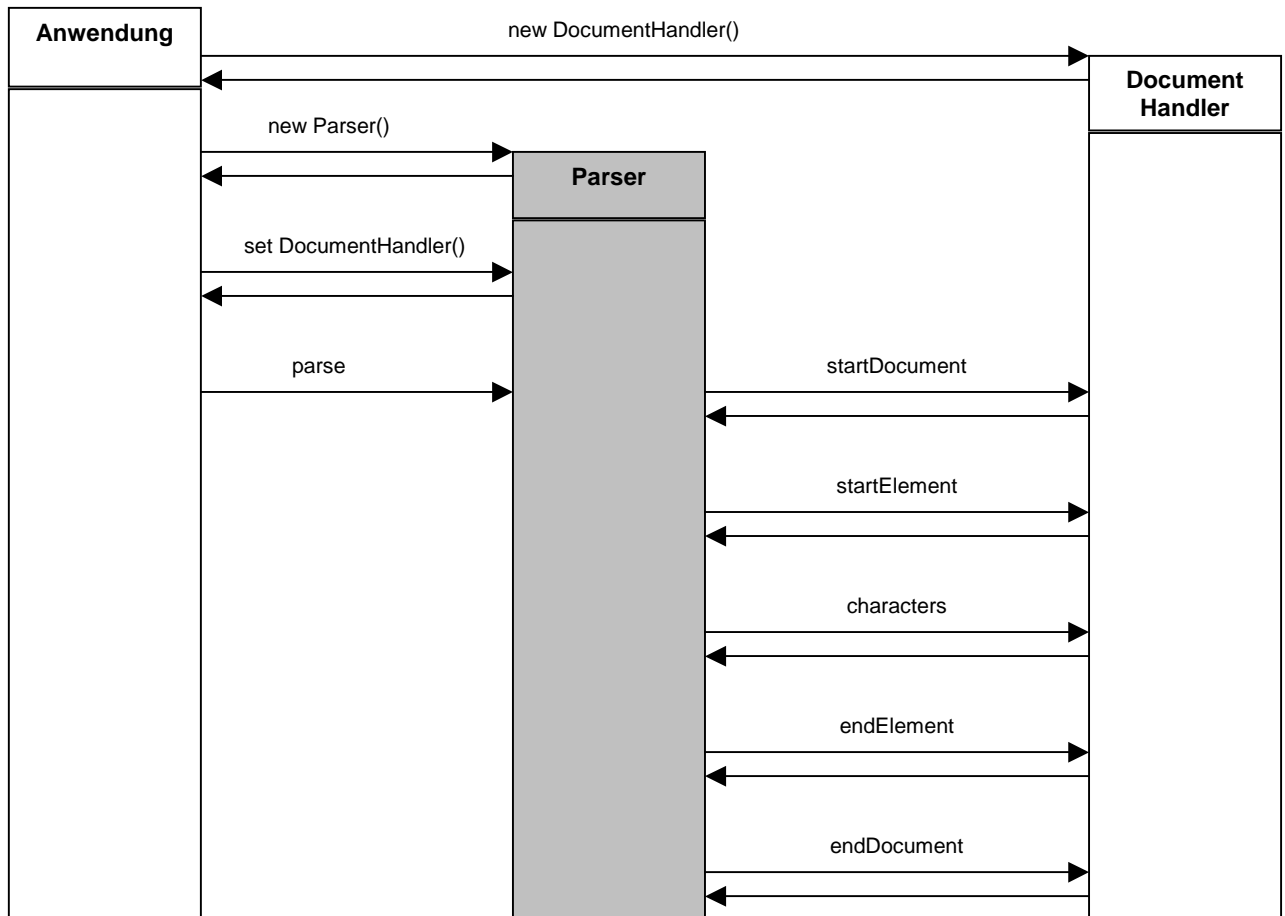 Anwendung
new DocumentHandler()
Document
Handler
new Parser()
Parser
set DocumentHandler()
parse
startDocument
startElement
characters
endElement
endDocument